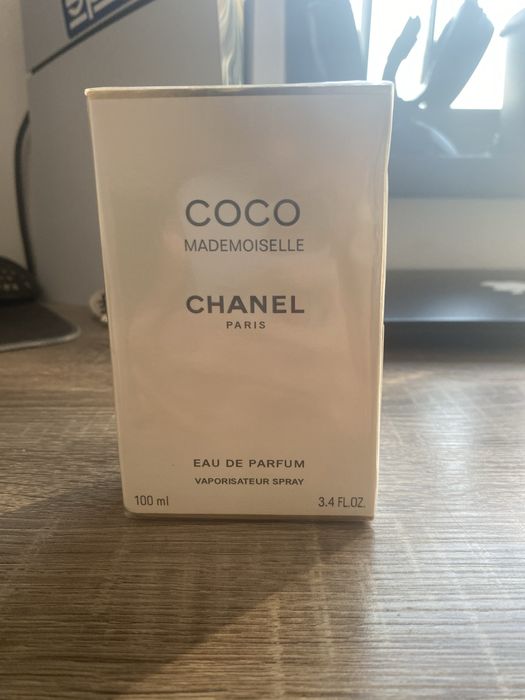 COCO
MADEMOISELLE
CHANEL
PARIS
EAU DE PARFUM
VAPORISATEUR SPRAY
100 ml 3.4 FL.OZ.